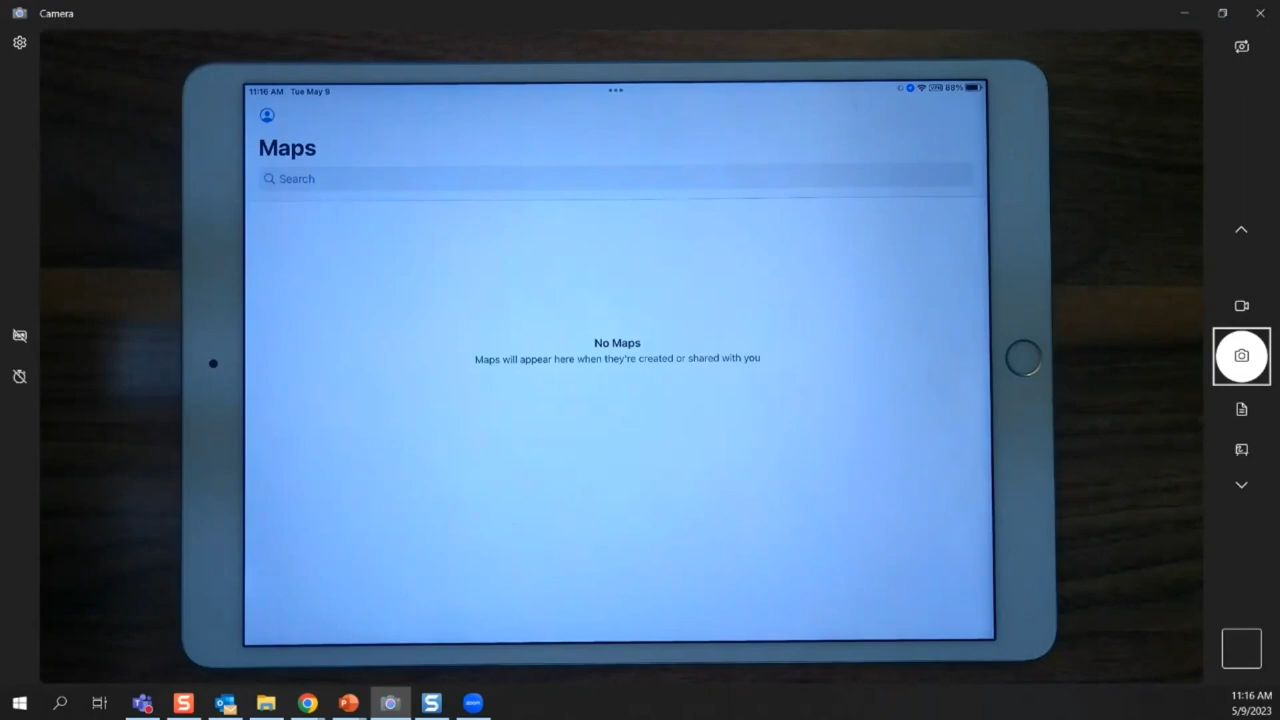 Camera
11:16 AM Tue May 9
88%
Maps
Search
No Maps
Maps will appear here when they're created or shared with you
11:16 AM
5/9/2023